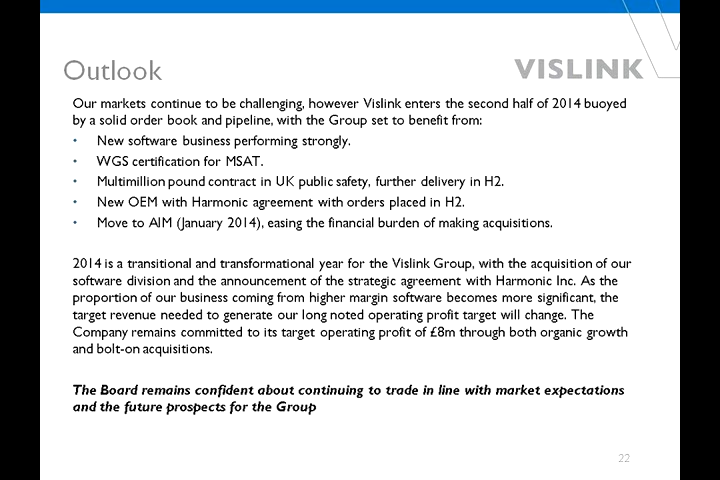 Outlook
VISLINK
Our markets continue to be challenging, however Vislink enters the second half of 2014 buoyed
by a solid order book and pipeline, with the Group set to benefit from:
• New software business performing strongly.
• WGS certification for MSAT.
• Multimillion pound contract in UK public safety, further delivery in H2.
• New OEM with Harmonic agreement with orders placed in H2.
• Move to AIM (January 2014), easing the financial burden of making acquisitions.
2014 is a transitional and transformational year for the Vislink Group, with the acquisition of our
software division and the announcement of the strategic agreement with Harmonic Inc. As the
proportion of our business coming from higher margin software becomes more significant, the
target revenue needed to generate our long noted operating profit target will change. The
Company remains committed to its target operating profit of £8m through both organic growth
and bolt-on acquisitions.
The Board remains confident about continuing to trade in line with market expectations
and the future prospects for the Group
22